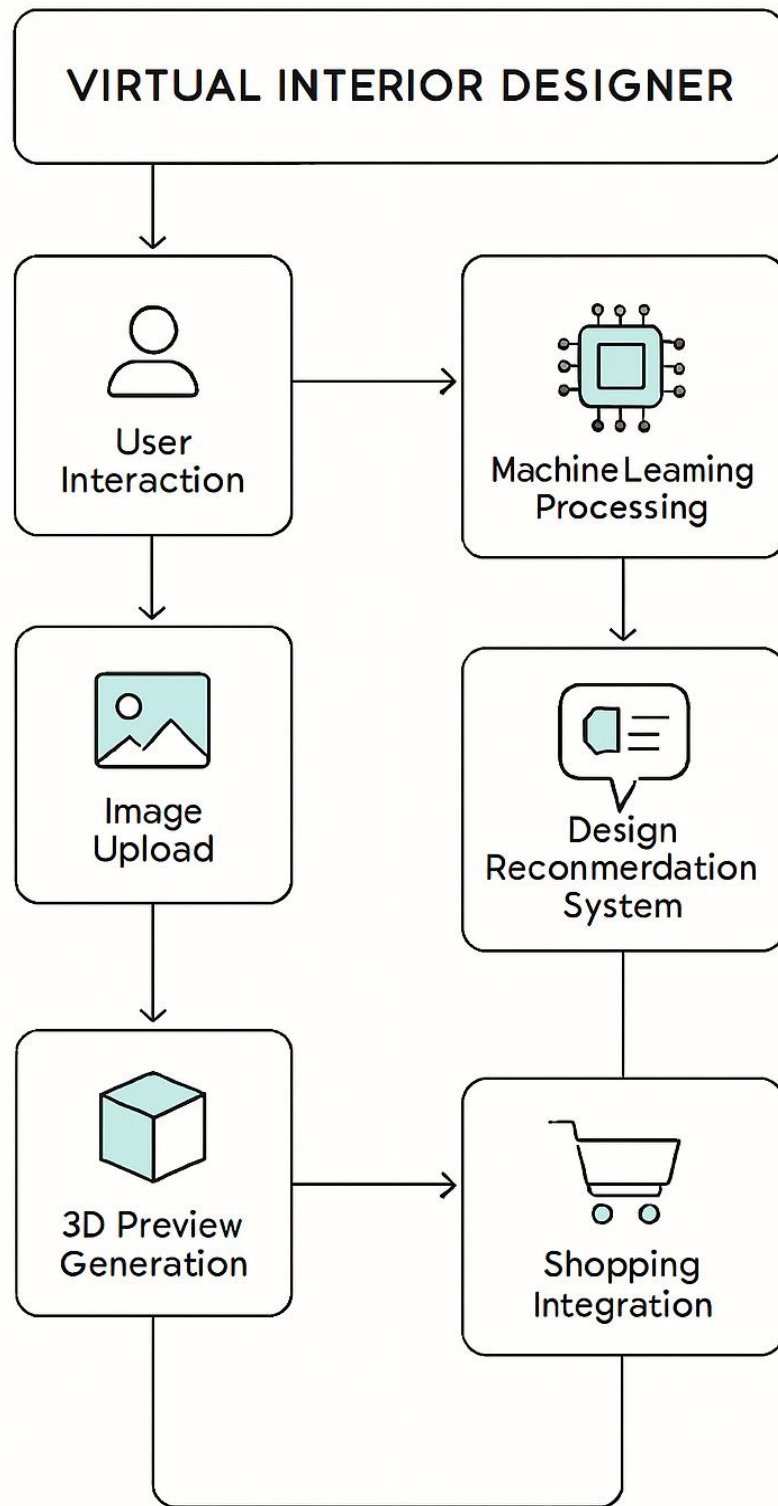 VIRTUAL INTERIOR DESIGNER
User
Interaction
Machine Leaming
Processing
Image
Upload
Design
Reconmerdation
System
3D Preview
Generation
Shopping
Integration